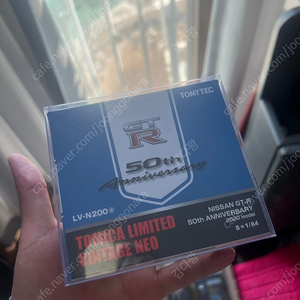 TOMYTEC
GT
R
50th
Anniversary
LV-N200
NISSAN GT-R
50th ANNIVERSARY
2020 model
S=1/64
TOMICA LIMITED
VINTAGE NEO